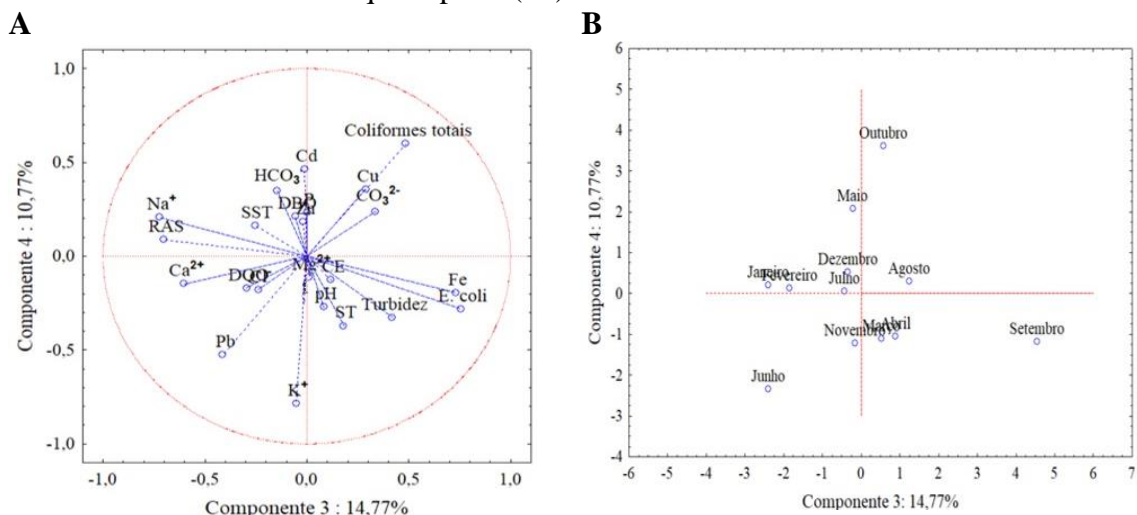 A
B
1,0
0,5
0,0
-0,5
-1,0
-1,0 -0,5 0,0 0,5 1,0
Componente 4 : 10,77%
Componente 3 : 14,77%
Coliformes totais
Cd
Cu
HCO3
CO3 2-
DBO
P
Na+
SST
RAS
Ca2+
Mg2+
CE
DQO
Fe
E. coli
pH
Turbidez
ST
Pb
K+
6
5
4
3
2
1
0
-1
-2
-3
-4
-6 -5 -4 -3 -2 -1 0 1 2 3 4 5 6 7
Componente 4: 10,77%
Componente 3: 14,77%
Outubro
Maio
Dezembro
Janeiro
Fevereiro
Julho
Agosto
Novembro
Março
Abril
Setembro
Junho